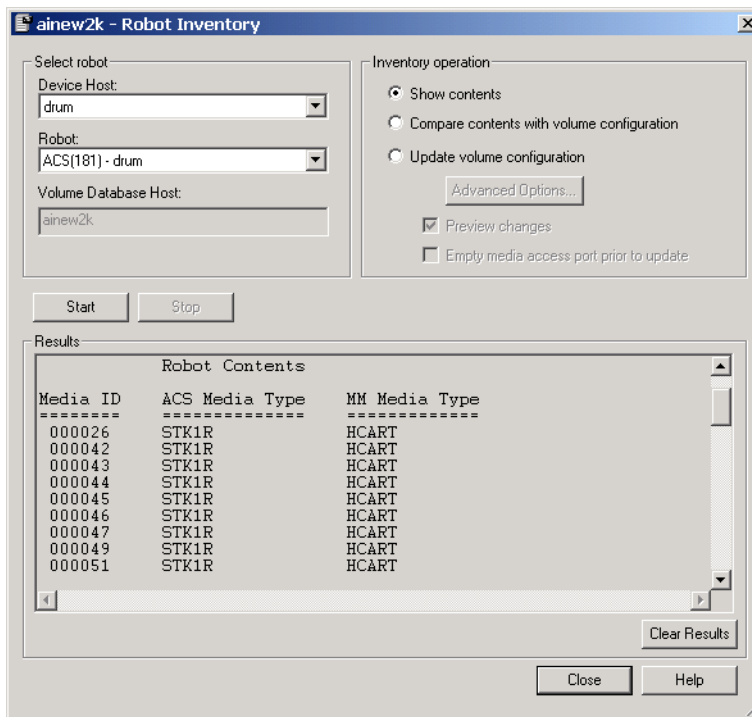 ainew2k - Robot Inventory
Select robot
Device Host:
drum
Robot:
ACS(181) - drum
Volume Database Host:
ainew2k
Inventory operation
Show contents
Compare contents with volume configuration
Update volume configuration
Advanced Options...
Preview changes
Empty media access port prior to update
Start Stop
Results
Robot Contents
Media ID ACS Media Type MM Media Type
======== ============== =============
000026 STK1R HCART
000042 STK1R HCART
000043 STK1R HCART
000044 STK1R HCART
000045 STK1R HCART
000046 STK1R HCART
000047 STK1R HCART
000049 STK1R HCART
000051 STK1R HCART
Clear Results
Close Help